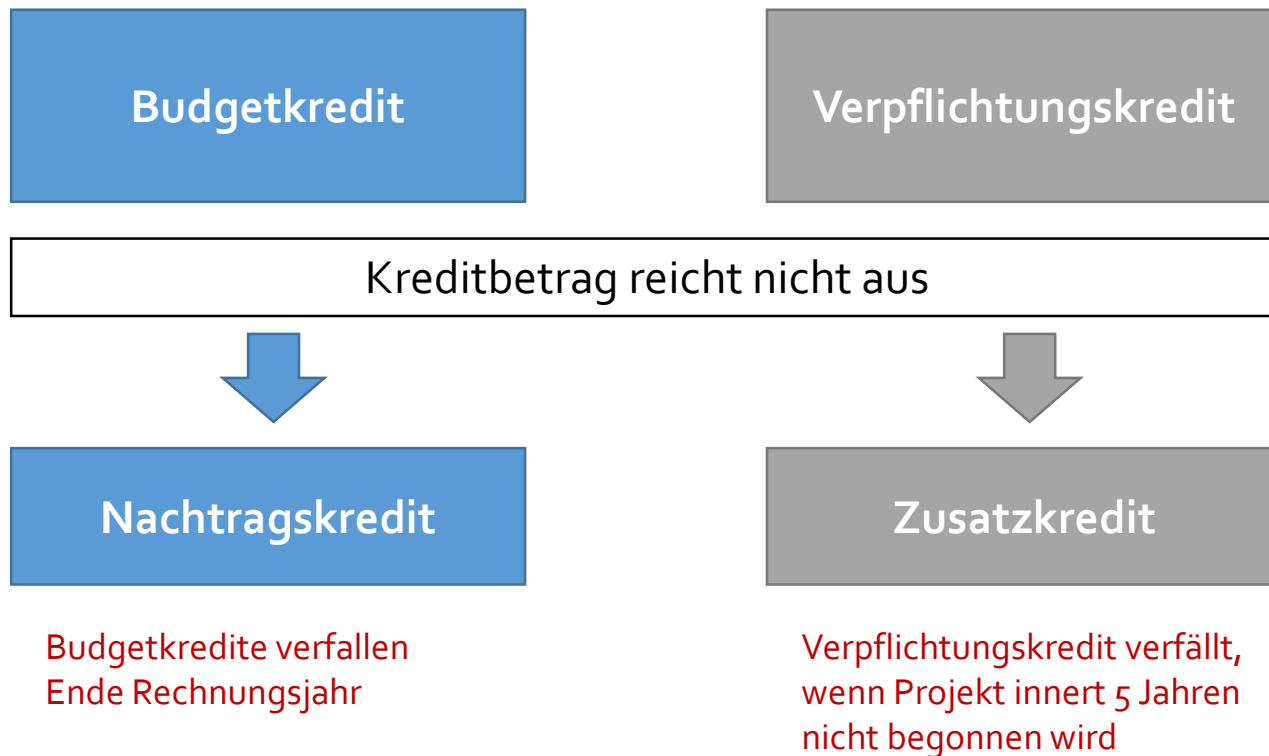 Budgetkredit
Verpflichtungskredit
Kreditbetrag reicht nicht aus
Nachtragskredit
Zusatzkredit
Budgetkredite verfallen
Ende Rechnungsjahr
Verpflichtungskredit verfällt,
wenn Projekt innert 5 Jahren
nicht begonnen wird